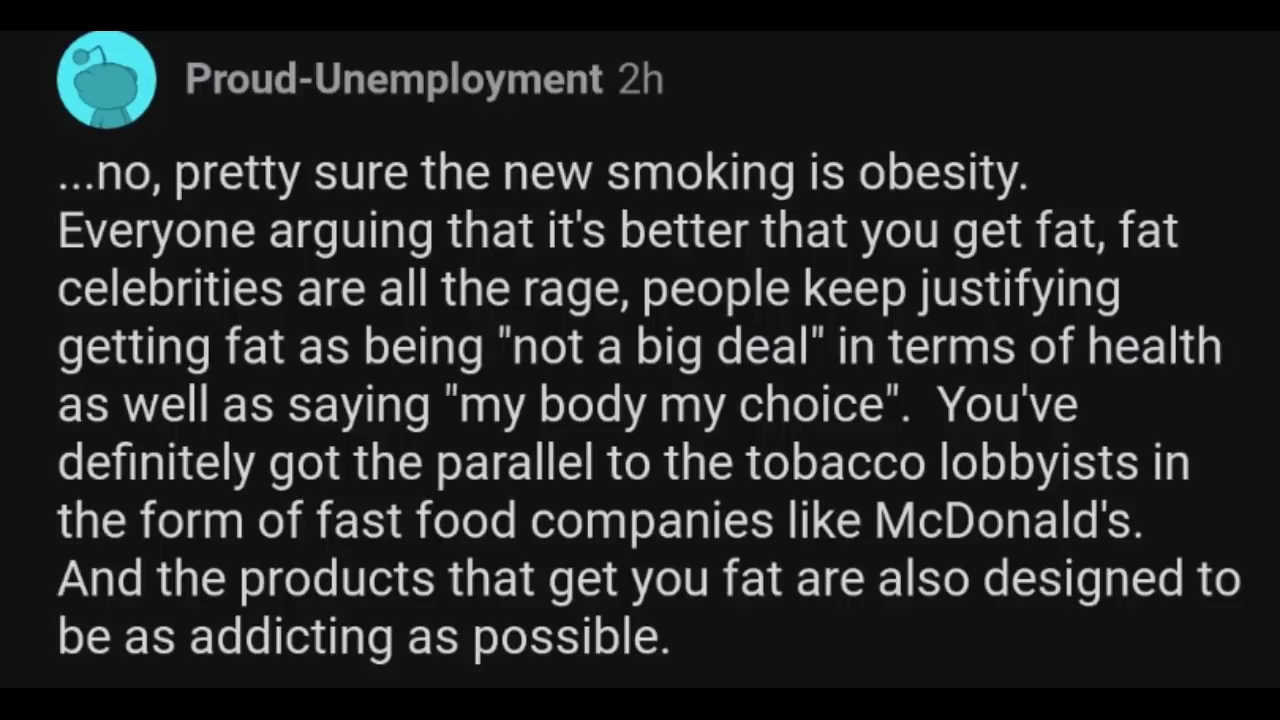 Proud-Unemployment 2h
...no, pretty sure the new smoking is obesity.
Everyone arguing that it's better that you get fat, fat
celebrities are all the rage, people keep justifying
getting fat as being "not a big deal" in terms of health
as well as saying "my body my choice".  You've
definitely got the parallel to the tobacco lobbyists in
the form of fast food companies like McDonald's.
And the products that get you fat are also designed to
be as addicting as possible.